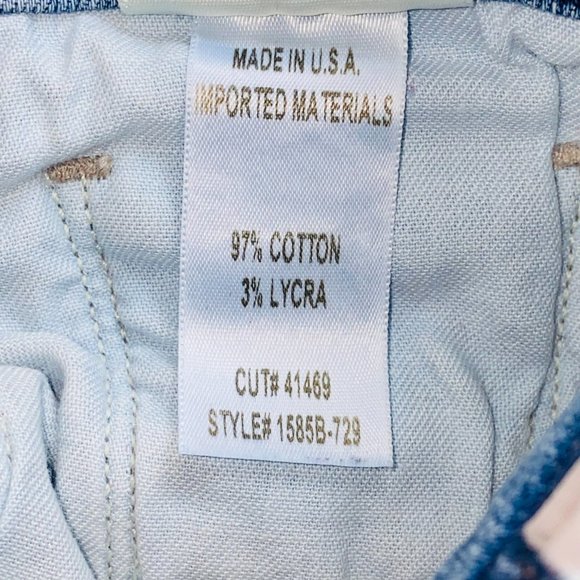 MADE IN U.S.A.
IMPORTED MATERIALS
97% COTTON
3% LYCRA
CUT# 41469
STYLE# 1585B-729